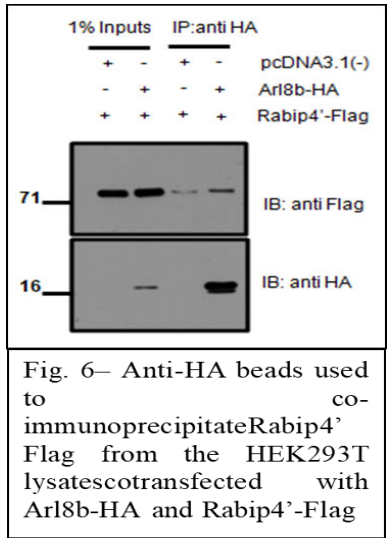 1% Inputs IP:anti HA
+ - + - pcDNA3.1(-)
- + - + Arl8b-HA
+ + + + Rabip4'-Flag
71 IB: anti Flag
16 IB: anti HA
Fig. 6– Anti-HA beads used
to co-
immunoprecipitateRabip4'
Flag from the HEK293T
lysatescotransfected with
Arl8b-HA and Rabip4'-Flag